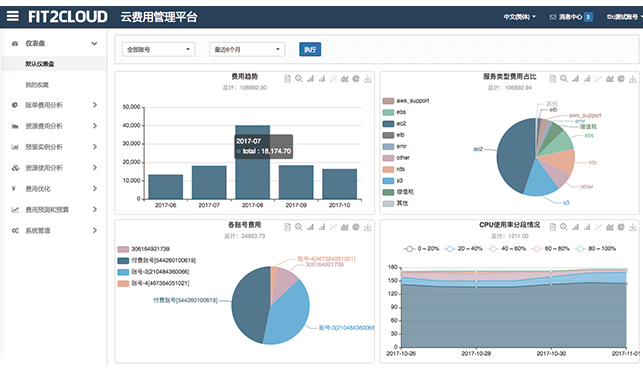 FIT2CLOUD 云费用管理平台
中文(简体)
消息中心 2
f2c测试账号
仪表盘
默认仪表盘
我的收藏
账单费用分析
资源费用分析
预留实例分析
资源使用分析
费用优化
费用预测和预算
系统管理
全部账号
最近6个月
执行
费用趋势
总计: 106692.90
50,000
40,000
30,000
20,000
10,000
0
2017-07
total : 18,174.70
2017-06
2017-07
2017-08
2017-09
2017-10
服务类型费用占比
总计: 106692.94
aws_support
ebs
ec2
elb
emr
other
rds
s3
增值税
其他
其他
elb
aws_support
emr
增值税
ebs
rds
other
s3
ec2
各账号费用
总计: 34893.73
306164921739
付费账号[544260100619]
账号-3[210484360066]
账号-4[467354051021]
账号-4[467354051021]
306164921739
付费账号[544260100619]
账号-3[210484360066
CPU使用率分段情况
总计: 1211.00
0 ~ 20%
20 ~ 40%
40 ~ 60%
60 ~ 80%
80 ~ 100%
180
150
120
90
60
30
0
2017-10-26
2017-10-28
2017-10-30
2017-11-01